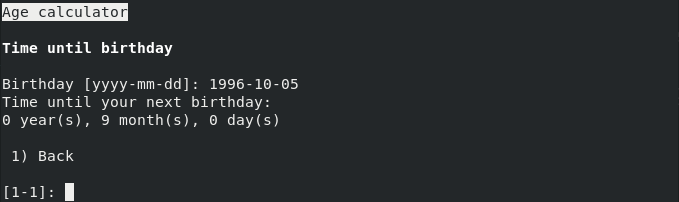 Age calculator
Time until birthday
Birthday [yyyy-mm-dd]: 1996-10-05
Time until your next birthday:
0 year(s), 9 month(s), 0 day(s)
1) Back
[1-1]: